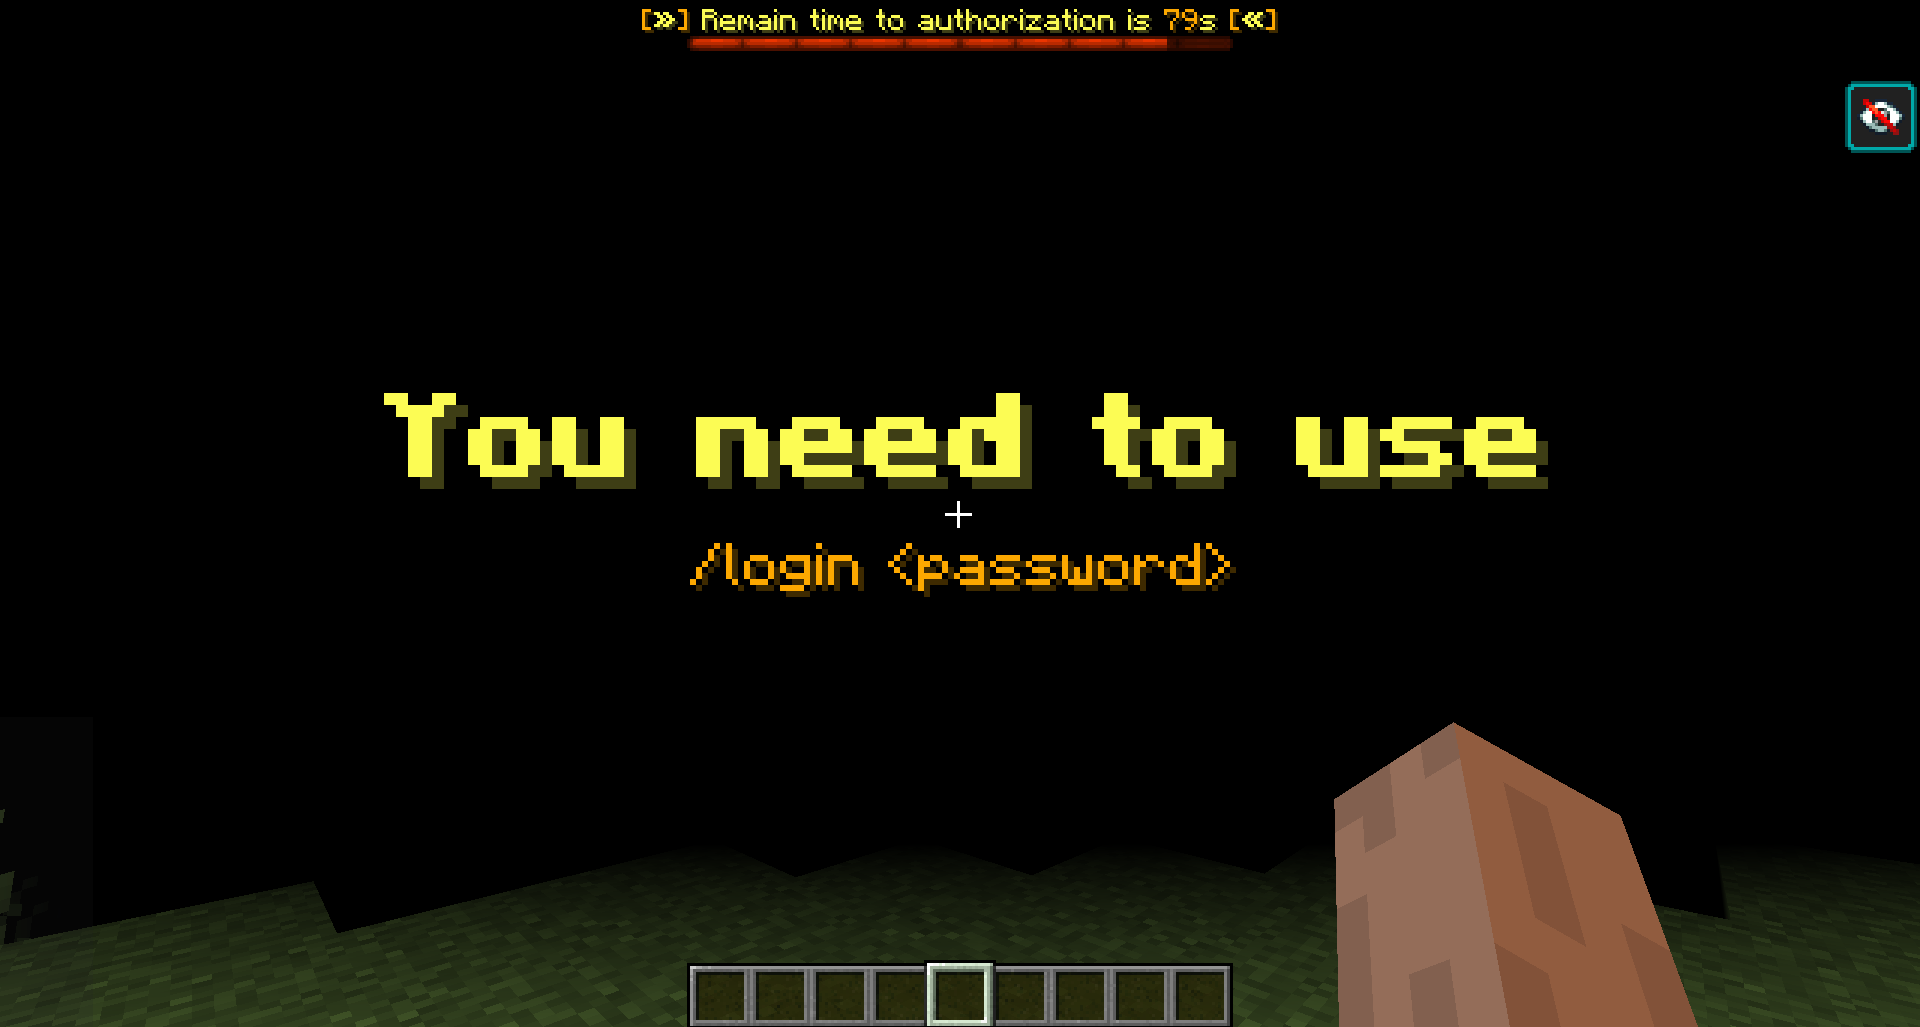 [»] Remain time to authorization is 79s [«]
You need to use
/login <password>